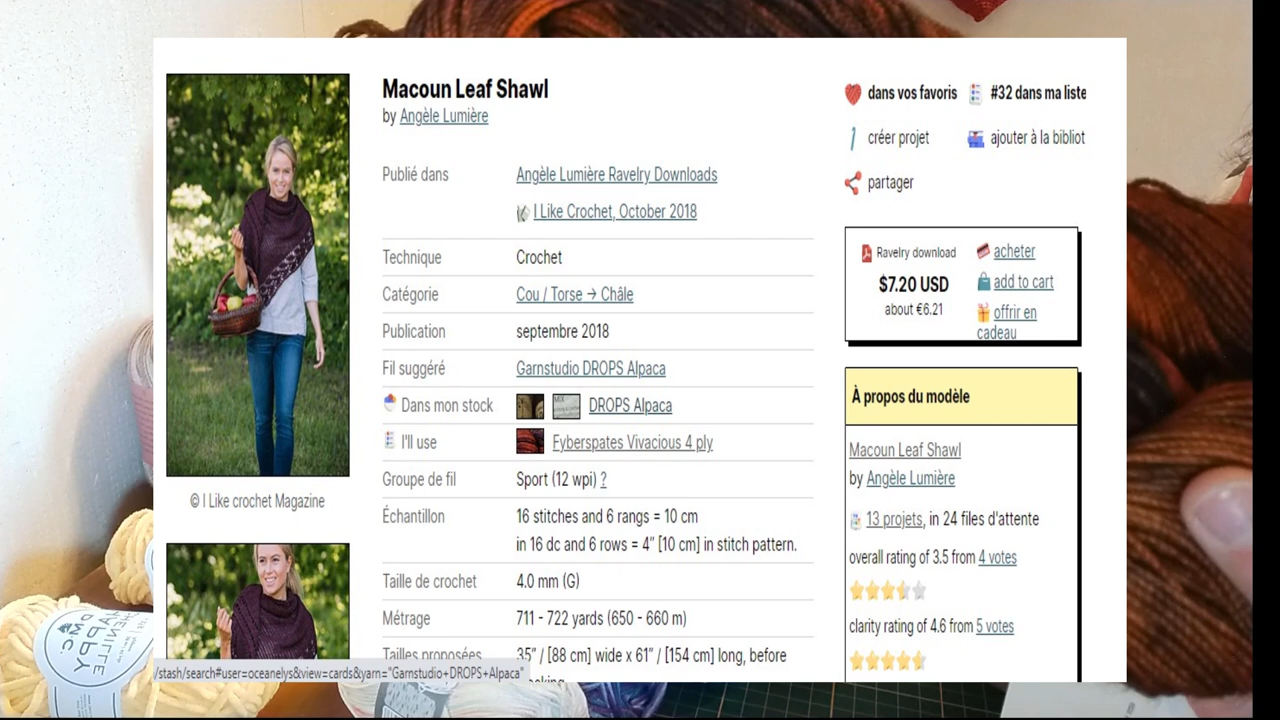 Macoun Leaf Shawl
by Angèle Lumière
Publié dans Angèle Lumière Ravelry Downloads
I Like Crochet, October 2018
Technique Crochet
Catégorie Cou / Torse → Châle
Publication septembre 2018
Fil suggéré Garnstudio DROPS Alpaca
Dans mon stock DROPS Alpaca
I'll use Fyberspates Vivacious 4 ply
Groupe de fil Sport (12 wpi) ?
Échantillon 16 stitches and 6 rangs = 10 cm
in 16 dc and 6 rows = 4" [10 cm] in stitch pattern.
Taille de crochet 4.0 mm (G)
Métrage 711 - 722 yards (650 - 660 m)
Tailles proposées 35" / [88 cm] wide x 61" / [154 cm] long, before
© I Like crochet Magazine
/stash/search#user=oceanelys&view=cards&yarn="Garnstudio+DROPS+Alpaca"
dans vos favoris #32 dans ma liste
créer projet ajouter à la bibliot
partager
Ravelry download acheter
$7.20 USD add to cart
about €6.21 offrir en
cadeau
À propos du modèle
Macoun Leaf Shawl
by Angèle Lumière
13 projets, in 24 files d'attente
overall rating of 3.5 from 4 votes
clarity rating of 4.6 from 5 votes
DMC
HAPPY
CHENILLE